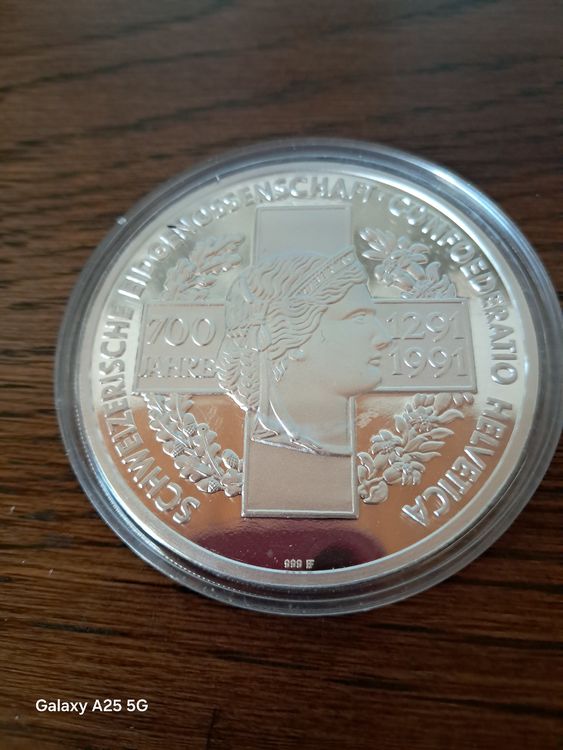 SCHWEIZERISCHE EIDGENOSSENSCHAFT · CONFOEDERATIO HELVETICA
700
JAHRE
1291
1991
999
Galaxy A25 5G